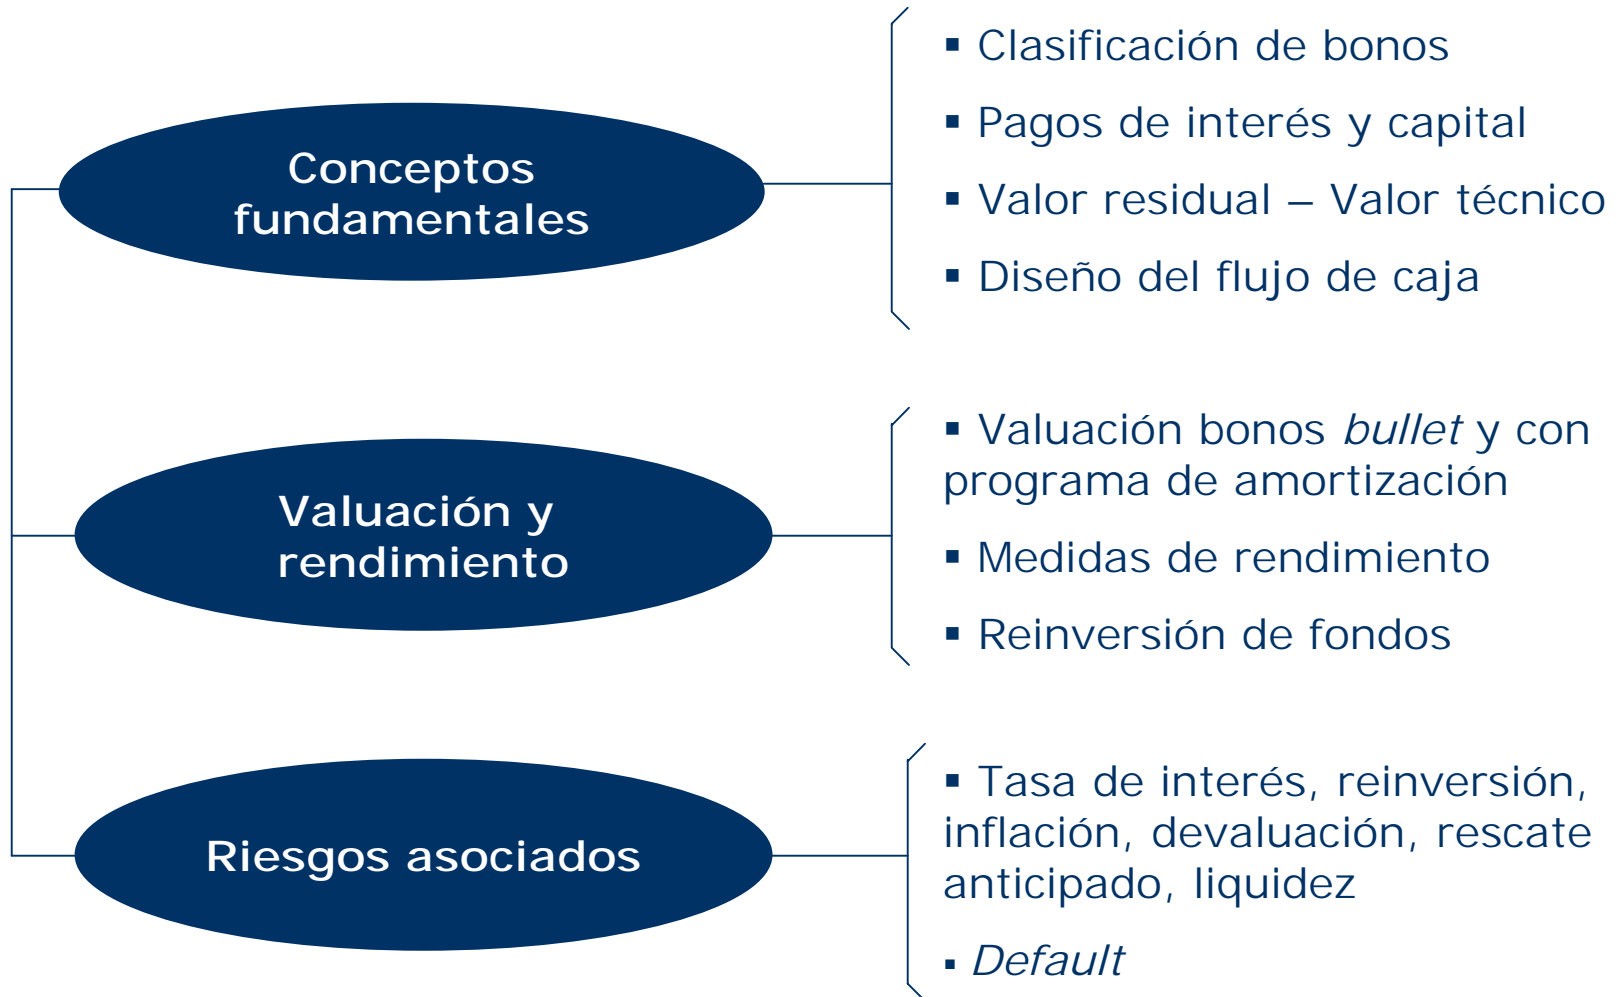 Conceptos
fundamentales
▪ Clasificación de bonos
▪ Pagos de interés y capital
▪ Valor residual – Valor técnico
▪ Diseño del flujo de caja
Valuación y
rendimiento
▪ Valuación bonos bullet y con
programa de amortización
▪ Medidas de rendimiento
▪ Reinversión de fondos
Riesgos asociados
▪ Tasa de interés, reinversión,
inflación, devaluación, rescate
anticipado, liquidez
▪ Default